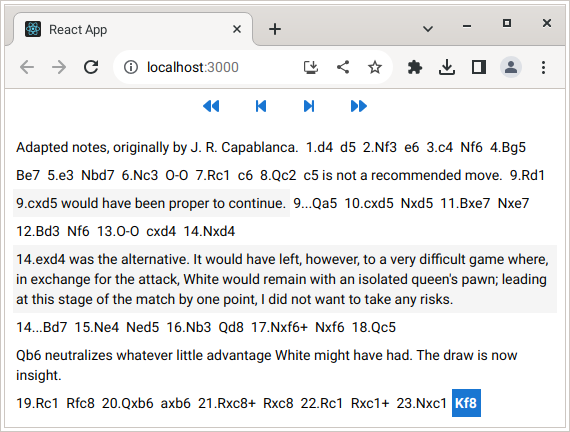 React App
localhost:3000
Adapted notes, originally by J. R. Capablanca. 1.d4 d5 2.Nf3 e6 3.c4 Nf6 4.Bg5
Be7 5.e3 Nbd7 6.Nc3 O-O 7.Rc1 c6 8.Qc2 c5 is not a recommended move. 9.Rd1
9.cxd5 would have been proper to continue. 9...Qa5 10.cxd5 Nxd5 11.Bxe7 Nxe7
12.Bd3 Nf6 13.O-O cxd4 14.Nxd4
14.exd4 was the alternative. It would have left, however, to a very difficult game where,
in exchange for the attack, White would remain with an isolated queen's pawn; leading
at this stage of the match by one point, I did not want to take any risks.
14...Bd7 15.Ne4 Ned5 16.Nb3 Qd8 17.Nxf6+ Nxf6 18.Qc5
Qb6 neutralizes whatever little advantage White might have had. The draw is now
insight.
19.Rc1 Rfc8 20.Qxb6 axb6 21.Rxc8+ Rxc8 22.Rc1 Rxc1+ 23.Nxc1 Kf8